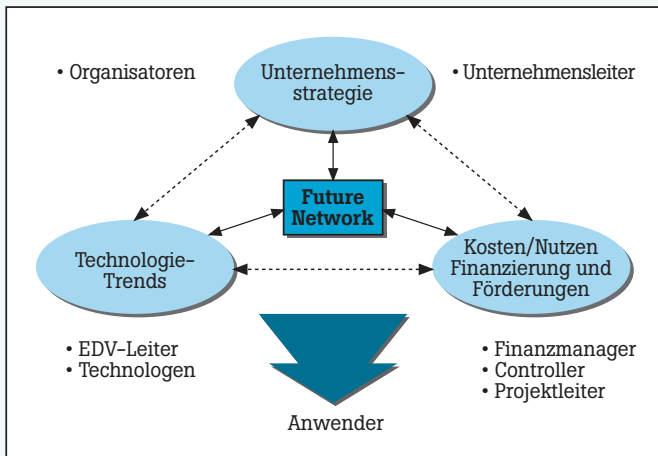 • Organisatoren
Unternehmens-
strategie
• Unternehmensleiter
Future
Network
Technologie-
Trends
Kosten/Nutzen
Finanzierung und
Förderungen
• EDV-Leiter
• Technologen
• Finanzmanager
• Controller
• Projektleiter
Anwender